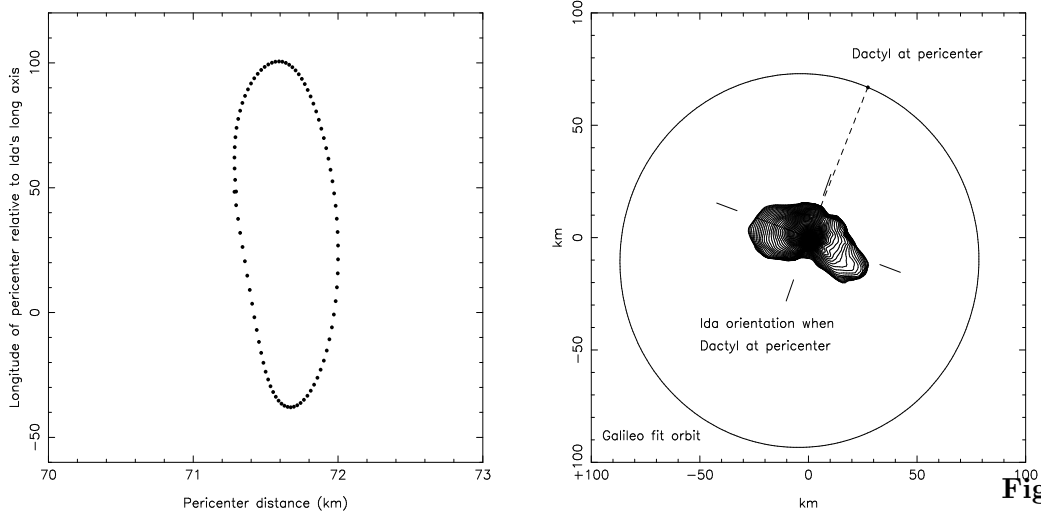 Longitude of pericenter relative to Ida's long axis
100
50
0
−50
70
71
72
73
Pericenter distance (km)
100
50
0
−50
+100
km
Dactyl at pericenter
Ida orientation when
Dactyl at pericenter
Galileo fit orbit
+100
−50
0
50
100
km
Fig